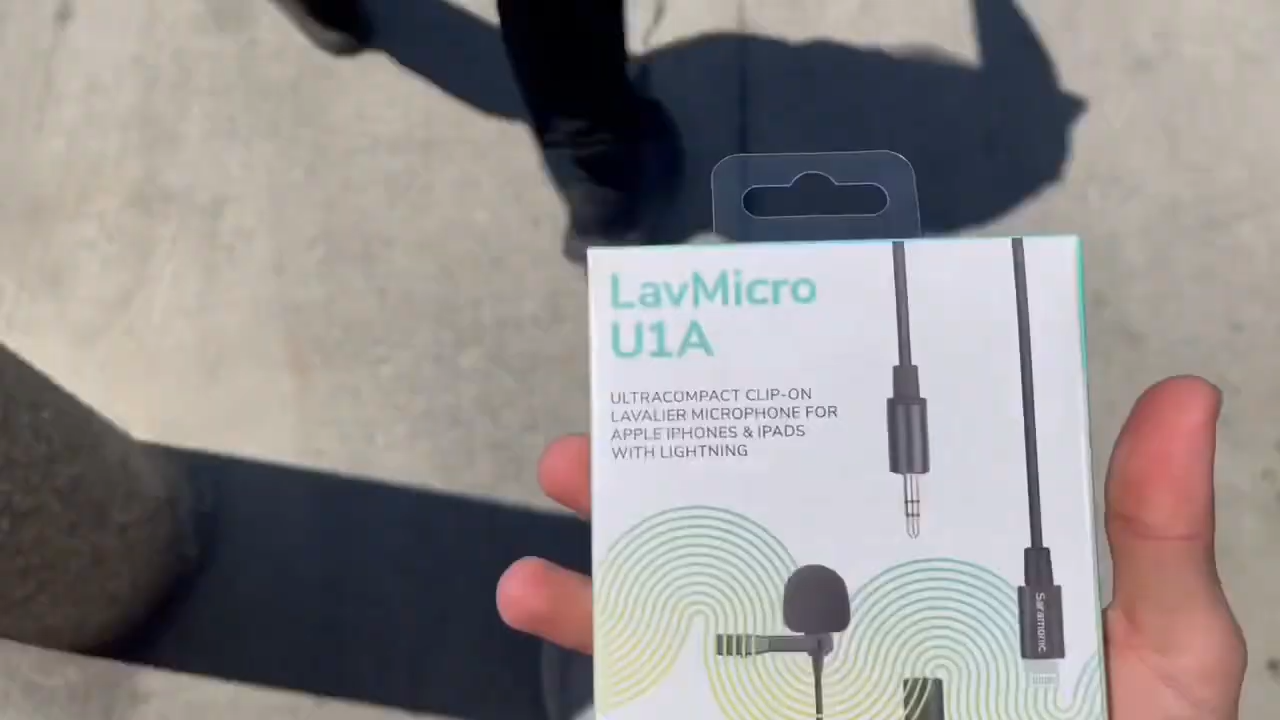 LavMicro
U1A
ULTRACOMPACT CLIP-ON
LAVALIER MICROPHONE FOR
APPLE IPHONES & IPADS
WITH LIGHTNING
Saramonic